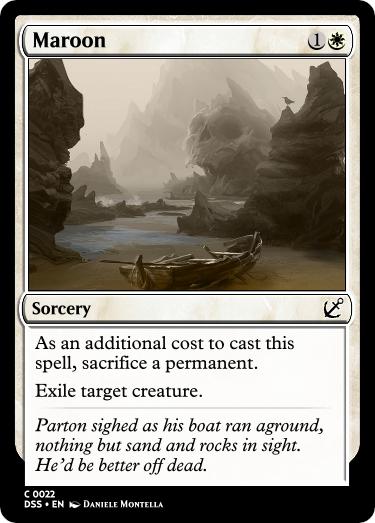 Maroon 1
Sorcery
As an additional cost to cast this
spell, sacrifice a permanent.
Exile target creature.
Parton sighed as his boat ran aground,
nothing but sand and rocks in sight.
He'd be better off dead.
C 0022
DSS • EN Daniele Montella